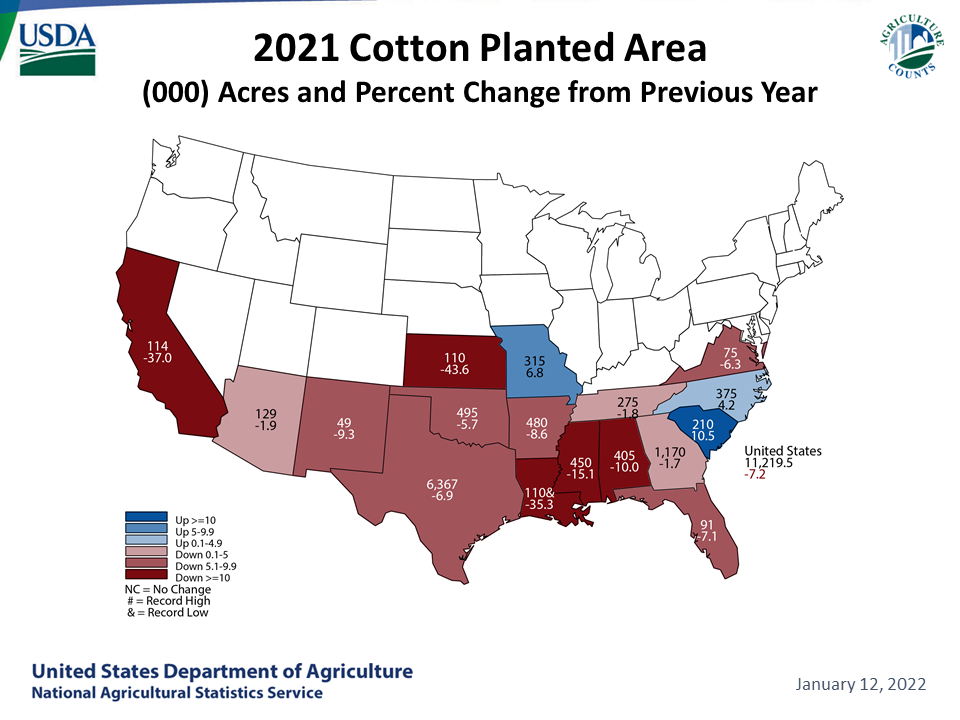 USDA
AGRICULTURE
COUNTS
2021 Cotton Planted Area
(000) Acres and Percent Change from Previous Year
114
-37.0
129
-1.9
49
-9.3
110
-43.6
315
6.8
495
-5.7
480
-8.6
6,367
-6.9
110&
-35.3
450
-15.1
405
-10.0
275
-1.8
1,170
-1.7
91
-7.1
210
10.5
375
4.2
75
-6.3
United States
11,219.5
-7.2
Up >=10
Up 5-9.9
Up 0.1-4.9
Down 0.1-5
Down 5.1-9.9
Down >=10
NC = No Change
# = Record High
& = Record Low
United States Department of Agriculture
National Agricultural Statistics Service
January 12, 2022